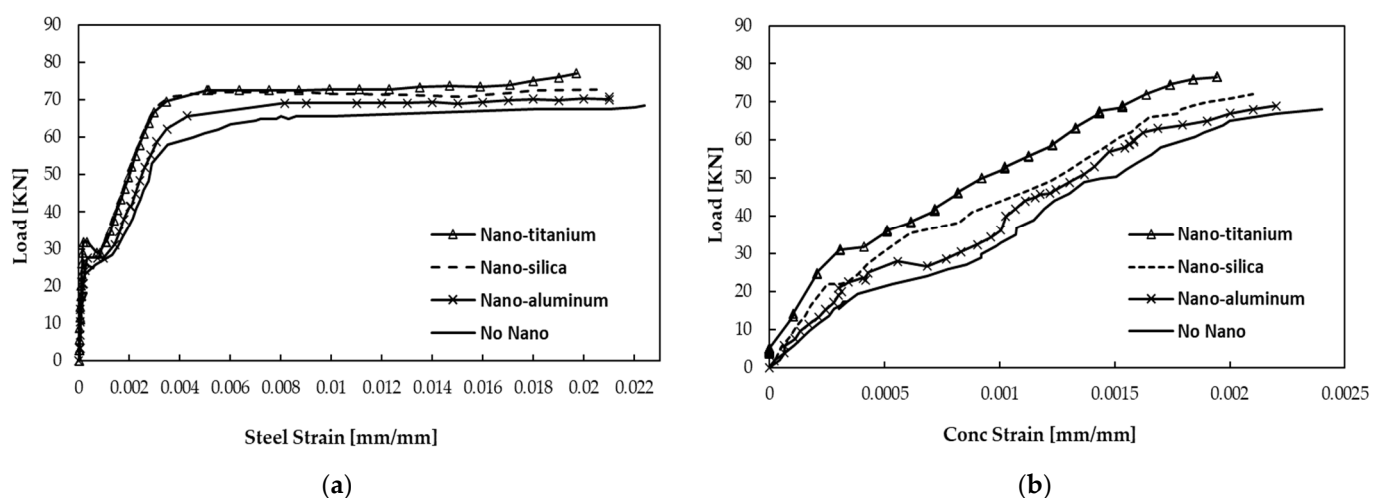 90
80
70
60
50
40
30
20
10
0
Load [KN]
Nano-titanium
Nano-silica
Nano-aluminum
No Nano
0 0.002 0.004 0.006 0.008 0.01 0.012 0.014 0.016 0.018 0.02 0.022
Steel Strain [mm/mm]
(a)
90
80
70
60
50
40
30
20
10
0
Load [KN]
Nano-titanium
Nano-silica
Nano-aluminum
No Nano
0 0.0005 0.001 0.0015 0.002 0.0025
Conc Strain [mm/mm]
(b)